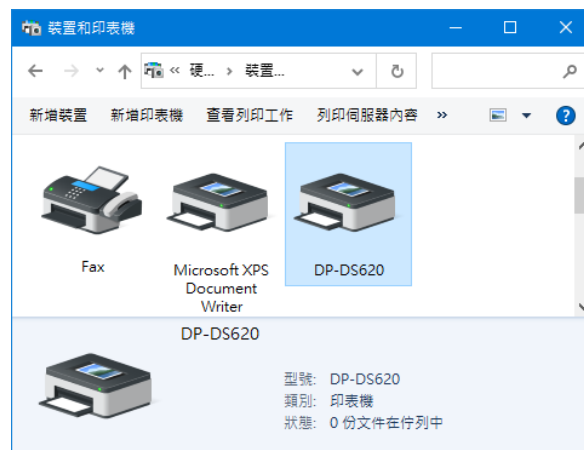 裝置和印表機
« 硬... › 裝置...
新增裝置 新增印表機 查看列印工作 列印伺服器內容 »
Fax
Microsoft XPS
Document
Writer
DP-DS620
DP-DS620
型號: DP-DS620
類別: 印表機
狀態: 0 份文件在佇列中